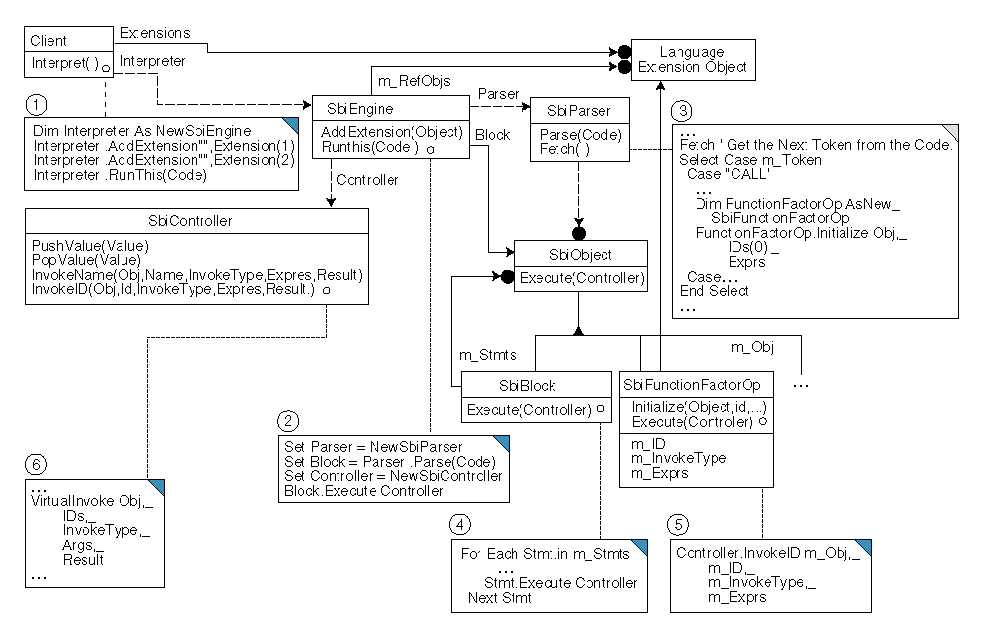 Client
Interpret( )
Extensions
Interpreter
Language
Extension Object
m_RefObjs
SbiEngine
AddExtension(Object)
Runthis(Code )
Parser
Block
SbiParser
Parse(Code)
Fetch( )
1
Dim Interpreter As NewSbiEngine
Interpreter .AddExtension"",Extension(1)
Interpreter .AddExtension"",Extension(2)
Interpreter .RunThis(Code)
3
...
Fetch ' Get the Next Token from the Code.
Select Case m_Token
Case "CALL'
...
Dim FunctionFactorOp AsNew_
SbiFunctionFactorOp
FunctionFactorOp.Initialize Obj,_
IDs(0) _
Exprs
Case...
End Select
...
Controller
SbiController
PushValue(Value)
PopValue(Value)
InvokeName(Obj,Name,InvokeType,Expres,Result)
InvokeID(Obj,Id,InvokeType,Expres,Result.)
SbiObject
Execute(Controller)
m_Stmts
m_Obj
SbiBlock
Execute(Controller)
SbiFunctionFactorOp
Initialize(Object,id,...)
Execute(Controler)
m_ID
m_InvokeType
m_Exprs
...
2
Set Parser = NewSbiParser
Set Block = Parser .Parse(Code)
Set Controller = NewSbiController
Block.Execute Controller
6
...
VirtualInvoke Obj,_
IDs,_
InvokeType,_
Args,_
Result
...
4
For Each Stmt.in m_Stmts
...
Stmt.Execute Controller
Next Stmt
5
Controller.InvokeID m_Obj,_
m_ID,_
m_InvokeType,_
m_Exprs